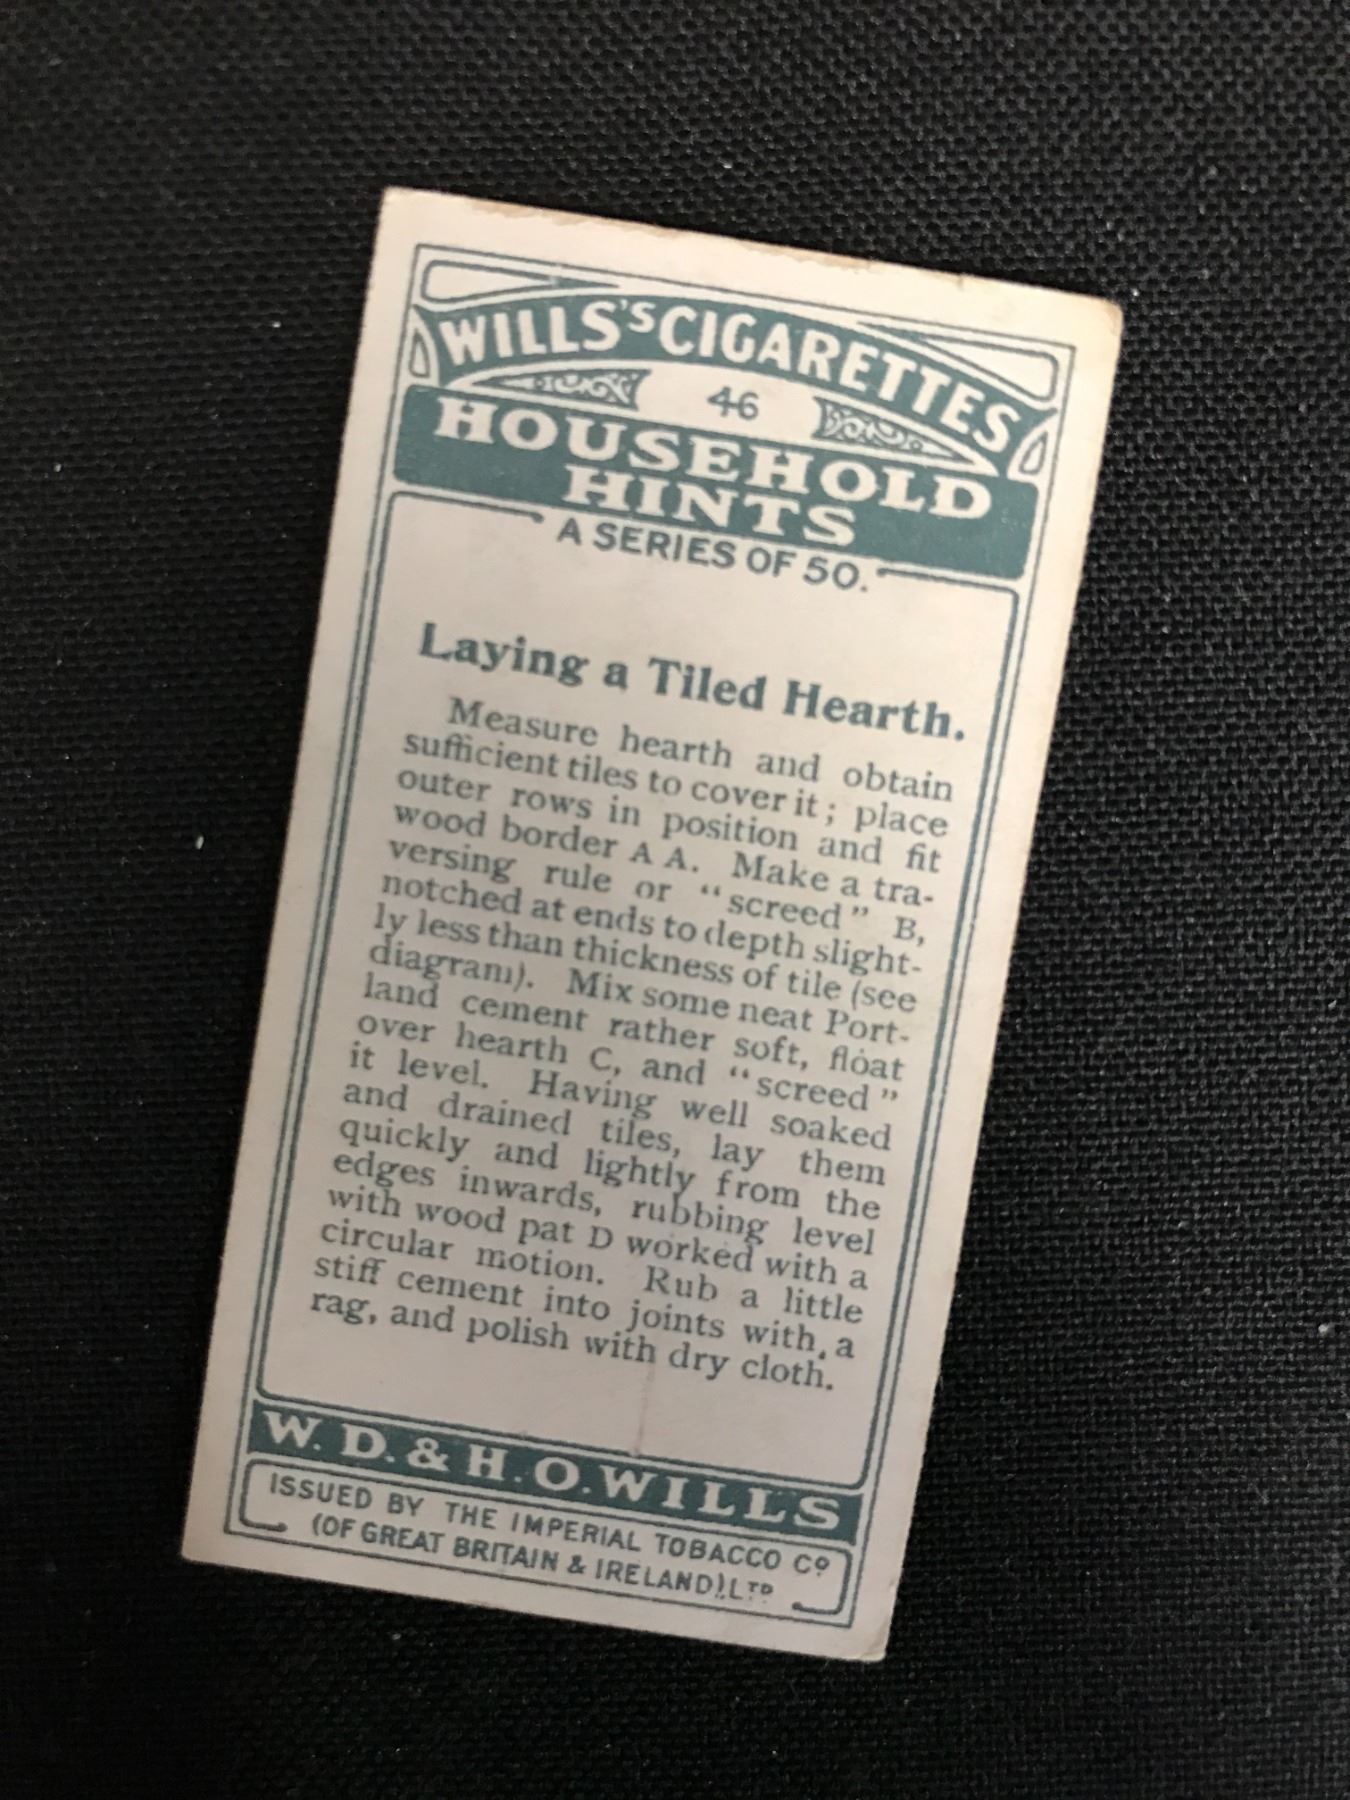 WILLS'S CIGARETTES
46
HOUSEHOLD
HINTS
A SERIES OF 50.
Laying a Tiled Hearth.
Measure hearth and obtain
sufficient tiles to cover it; place
outer rows in position and fit
wood border A A. Make a tra-
versing rule or "screed" B,
notched at ends to depth slight-
ly less than thickness of tile (see
diagram). Mix some neat Port-
land cement rather soft, float
over hearth C, and "screed"
it level. Having well soaked
and drained tiles, lay them
quickly and lightly from the
edges inwards, rubbing level
with wood pat D worked with a
circular motion. Rub a little
stiff cement into joints with a
rag, and polish with dry cloth.
W. D. & H. O. WILLS
ISSUED BY THE IMPERIAL TOBACCO Cº
(OF GREAT BRITAIN & IRELAND), LTD